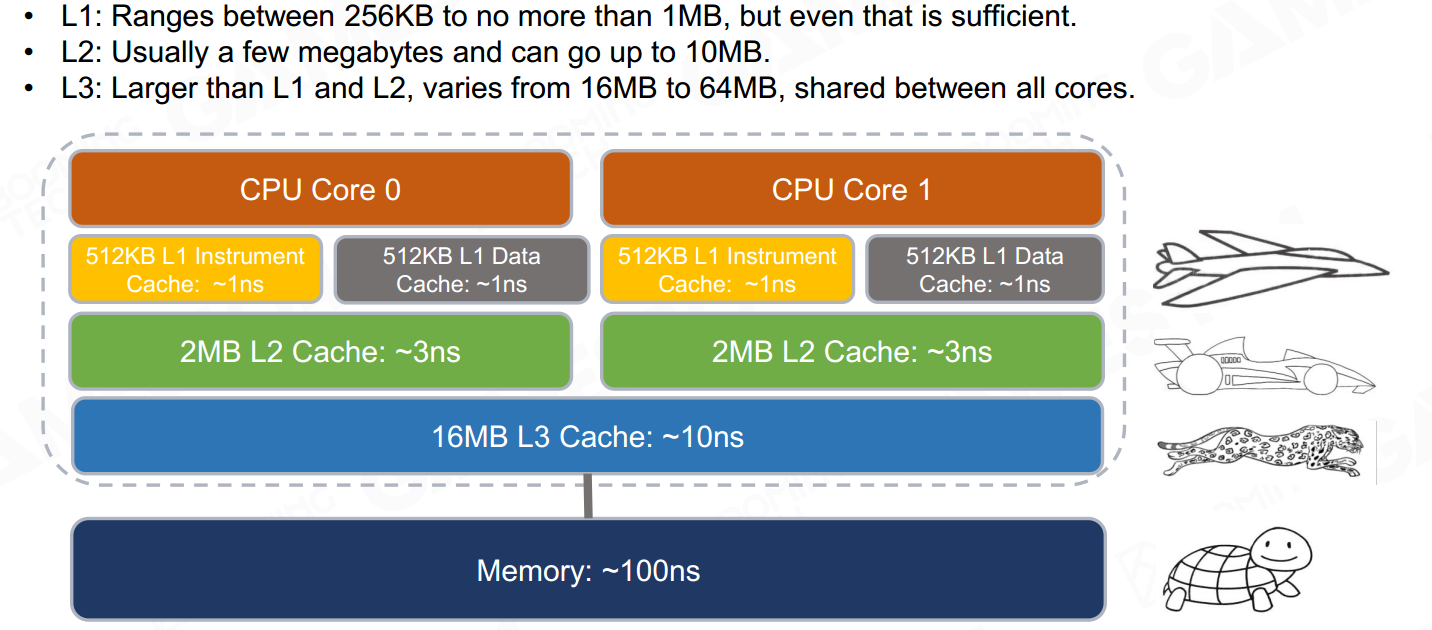 • L1: Ranges between 256KB to no more than 1MB, but even that is sufficient.
• L2: Usually a few megabytes and can go up to 10MB.
• L3: Larger than L1 and L2, varies from 16MB to 64MB, shared between all cores.
CPU Core 0
CPU Core 1
512KB L1 Instrument
Cache: ~1ns
512KB L1 Data
Cache: ~1ns
512KB L1 Instrument
Cache: ~1ns
512KB L1 Data
Cache: ~1ns
2MB L2 Cache: ~3ns
2MB L2 Cache: ~3ns
16MB L3 Cache: ~10ns
Memory: ~100ns